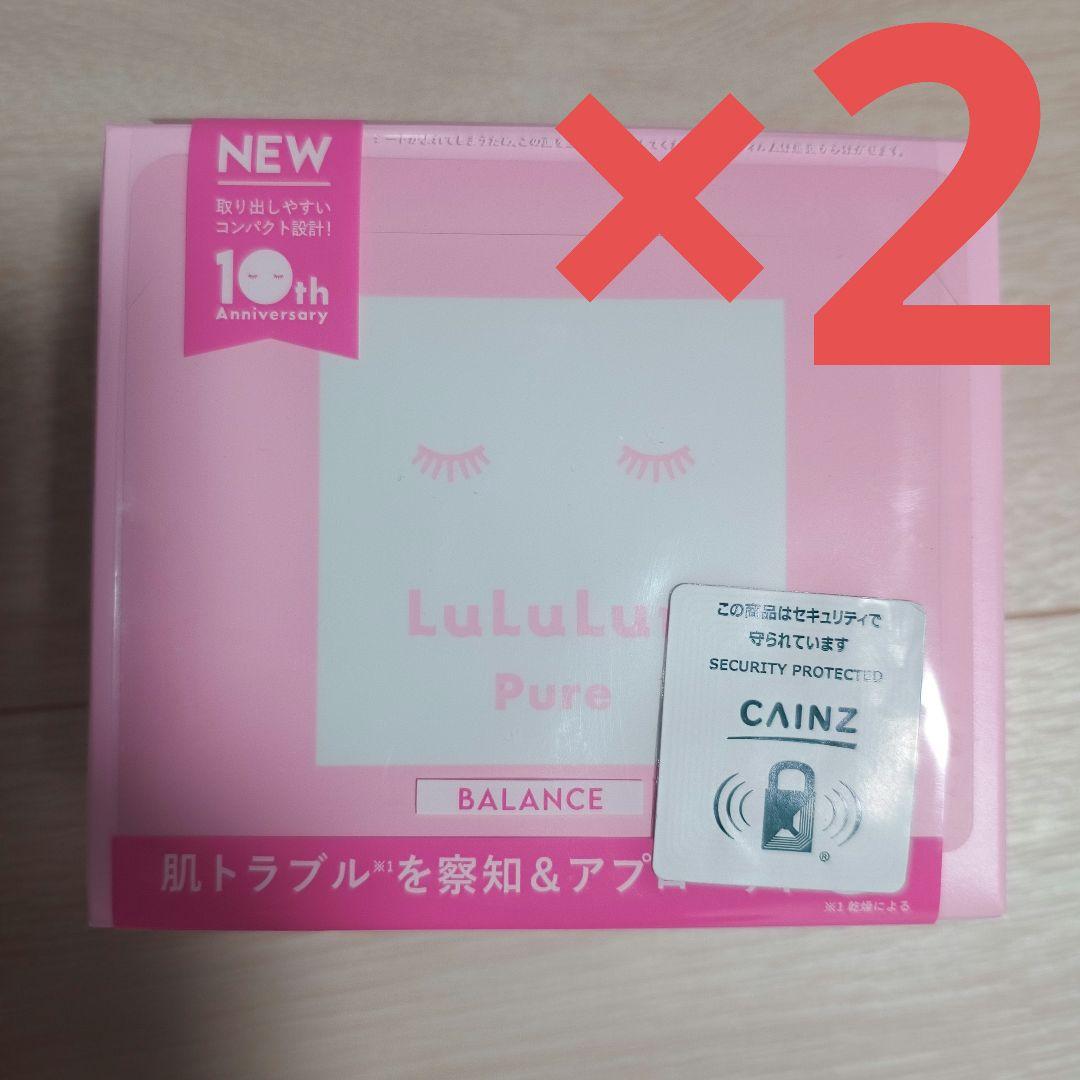 ×2
NEW
取り出しやすい
コンパクト設計!
10th
Anniversary
LuLuLu
Pure
BALANCE
この商品はセキュリティで
守られています
SECURITY PROTECTED
CAINZ
®
肌トラブル※1を察知&アプロ
※1 乾燥による